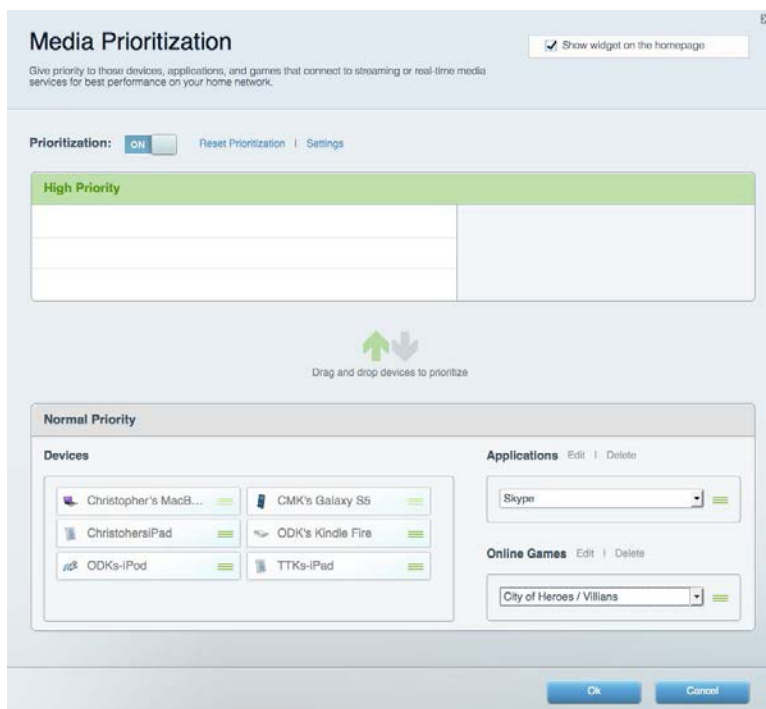 Media Prioritization
Show widget on the homepage
Give priority to those devices, applications, and games that connect to streaming or real-time media
services for best performance on your home network.
Prioritization: ON Reset Prioritization | Settings
High Priority
Drag and drop devices to prioritize
Normal Priority
Devices
Applications Edit | Delete
Christopher's MacB... CMK's Galaxy S5
Skype
ChristohersiPad ODK's Kindle Fire
ODKs-iPod TTKs-iPad
Online Games Edit | Delete
City of Heroes / Villians
Ok Cancel